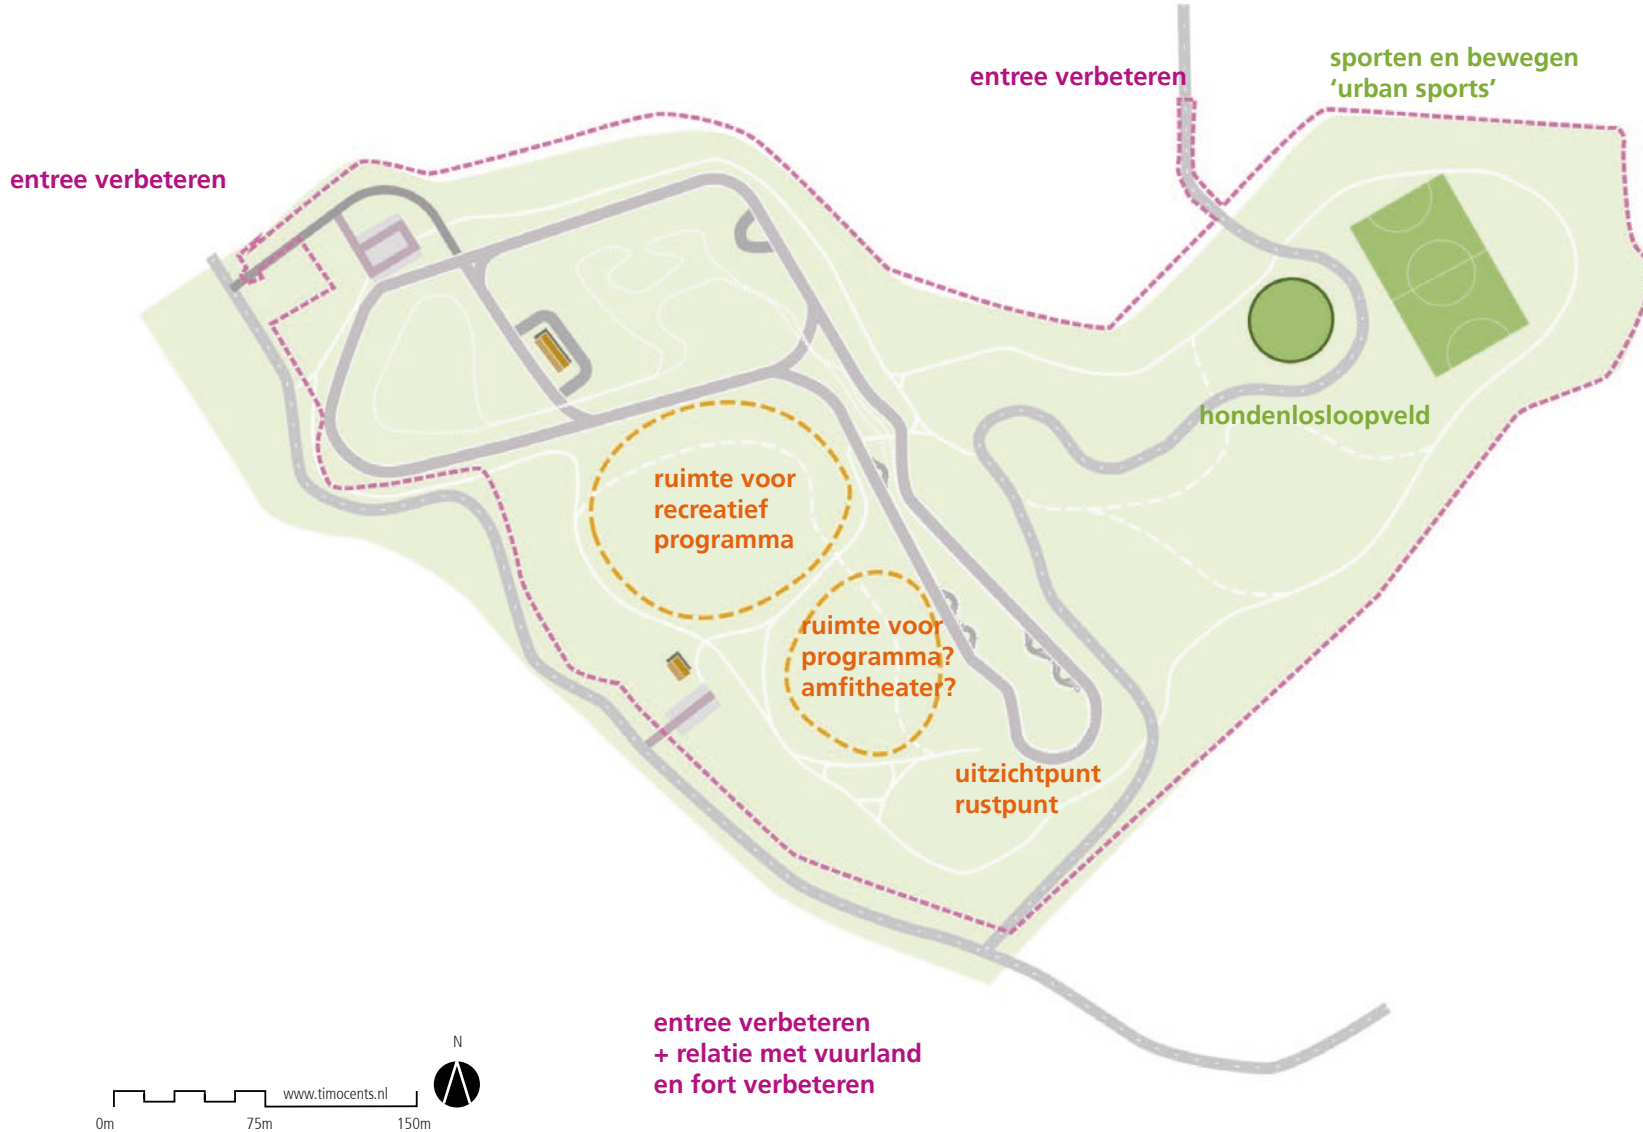 entree verbeteren
sporten en bewegen
‘urban sports’
entree verbeteren
hondenlosloopveld
ruimte voor
recreatief
programma
ruimte voor
programma?
amfitheater?
uitzichtpunt
rustpunt
entree verbeteren
+ relatie met vuurland
en fort verbeteren
N
www.timocents.nl
0m 75m 150m